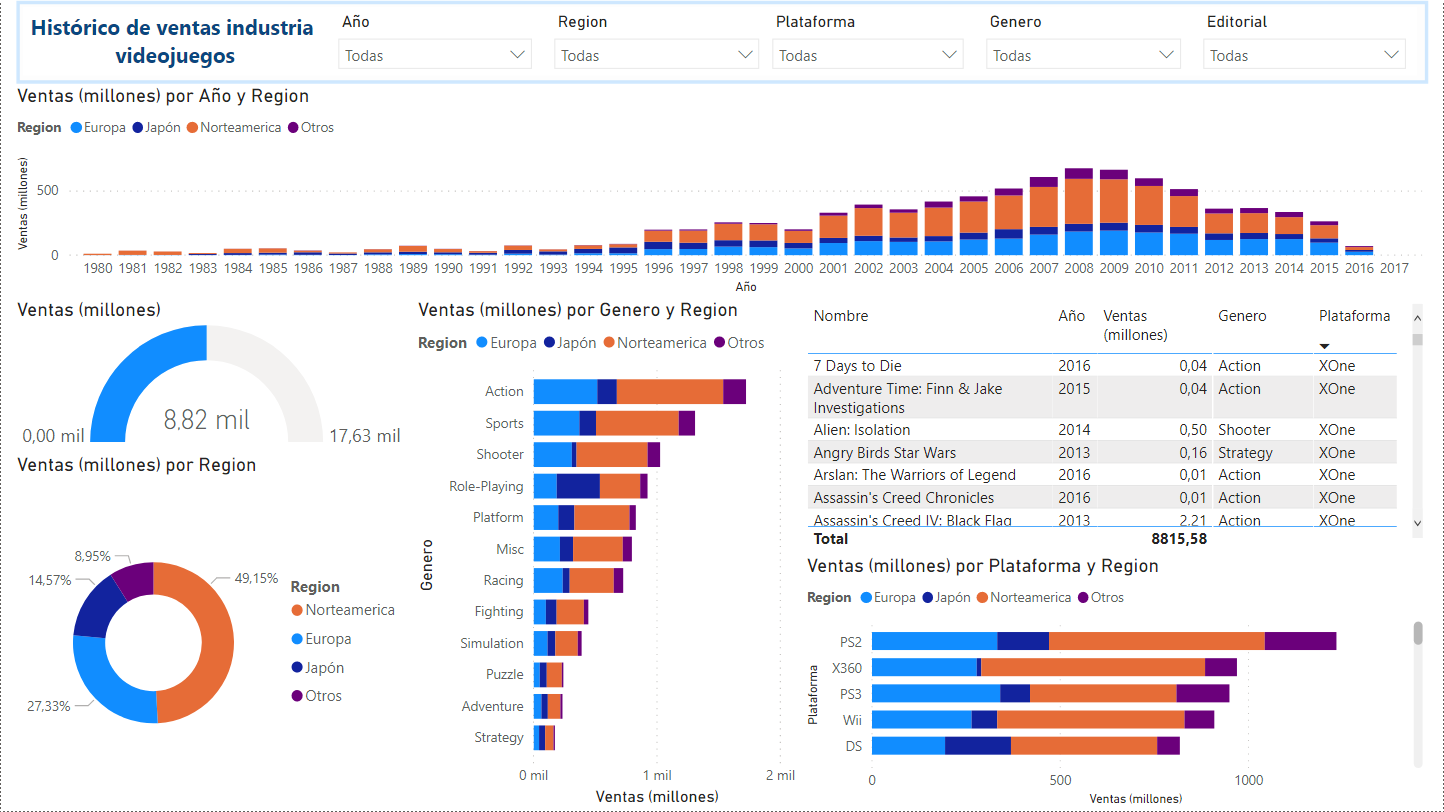 Histórico de ventas industria
videojuegos
Año
Todas
Region
Todas
Plataforma
Todas
Genero
Todas
Editorial
Todas
Ventas (millones) por Año y Region
Region Europa Japón Norteamerica Otros
Ventas (millones)
500
0
1980 1981 1982 1983 1984 1985 1986 1987 1988 1989 1990 1991 1992 1993 1994 1995 1996 1997 1998 1999 2000 2001 2002 2003 2004 2005 2006 2007 2008 2009 2010 2011 2012 2013 2014 2015 2016 2017
Año
Ventas (millones)
8,82 mil
0,00 mil
17,63 mil
Ventas (millones) por Region
8,95%
14,57%
49,15%
27,33%
Region
Norteamerica
Europa
Japón
Otros
Ventas (millones) por Genero y Region
Region Europa Japón Norteamerica Otros
Genero
Action
Sports
Shooter
Role-Playing
Platform
Misc
Racing
Fighting
Simulation
Puzzle
Adventure
Strategy
0 mil 1 mil 2 mil
Ventas (millones)
Nombre Año Ventas (millones) Genero Plataforma
7 Days to Die 2016 0,04 Action XOne
Adventure Time: Finn & Jake 2015 0,04 Action XOne
Investigations
Alien: Isolation 2014 0,50 Shooter XOne
Angry Birds Star Wars 2013 0,16 Strategy XOne
Arslan: The Warriors of Legend 2016 0,01 Action XOne
Assassin's Creed Chronicles 2016 0,01 Action XOne
Assassin's Creed IV: Black Flag 2013 2,21 Action XOne
Total 8815,58
Ventas (millones) por Plataforma y Region
Region Europa Japón Norteamerica Otros
Plataforma
PS2
X360
PS3
Wii
DS
0 500 1000
Ventas (millones)